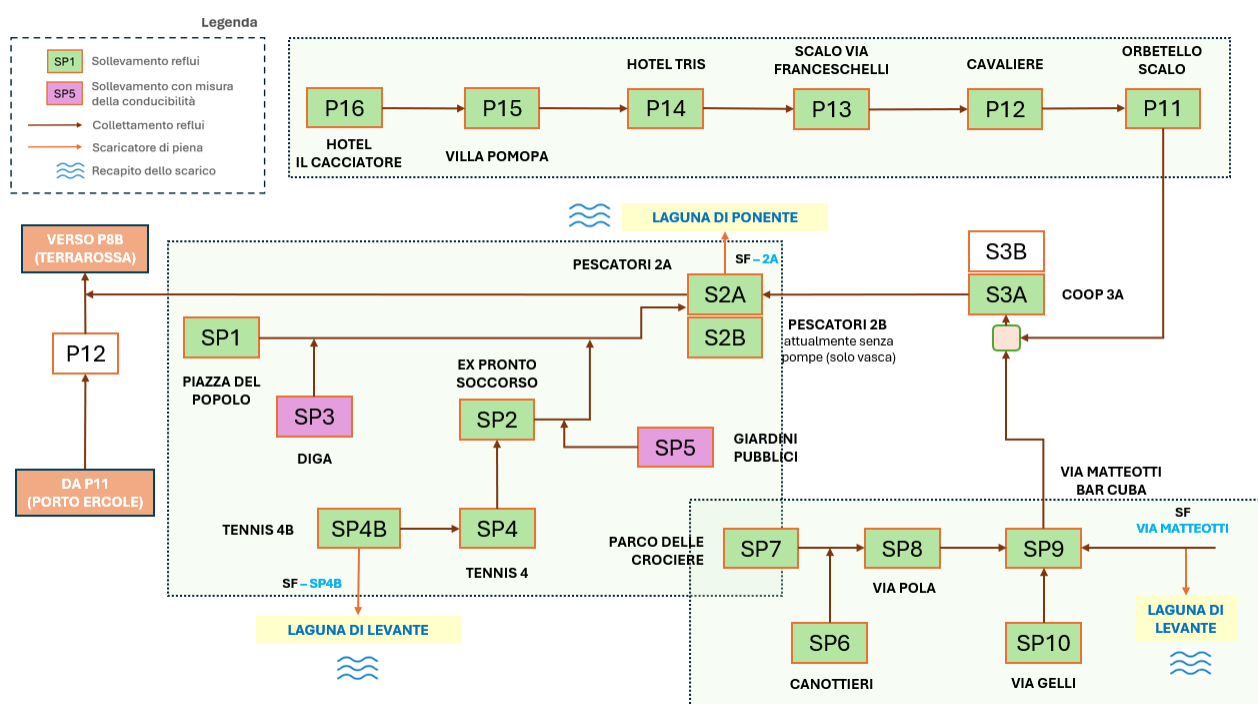 Legenda
SP1
Sollevamento reflui
SP5
Sollevamento con misura
della conducibilità
Collettamento reflui
Scaricatore di piena
Recapito dello scarico
HOTEL TRIS
SCALO VIA
FRANCESCHELLI
CAVALIERE
ORBETELLO
SCALO
P16
P15
P14
P13
P12
P11
HOTEL
IL CACCIATORE
VILLA POMOPA
VERSO P8B
(TERRAROSSA)
LAGUNA DI PONENTE
PESCATORI 2A
SF – 2A
S2A
S2B
S3B
S3A
COOP 3A
PESCATORI 2B
attualmente senza
pompe (solo vasca)
P12
SP1
PIAZZA DEL
POPOLO
EX PRONTO
SOCCORSO
SP3
DIGA
SP2
SP5
GIARDINI
PUBBLICI
DA P11
(PORTO ERCOLE)
VIA MATTEOTTI
BAR CUBA
TENNIS 4B
SP4B
SP4
TENNIS 4
SF – SP4B
LAGUNA DI LEVANTE
PARCO DELLE
CROCIERE
SP7
SP8
VIA POLA
SP9
SF
VIA MATTEOTTI
LAGUNA DI
LEVANTE
SP6
CANOTTIERI
SP10
VIA GELLI